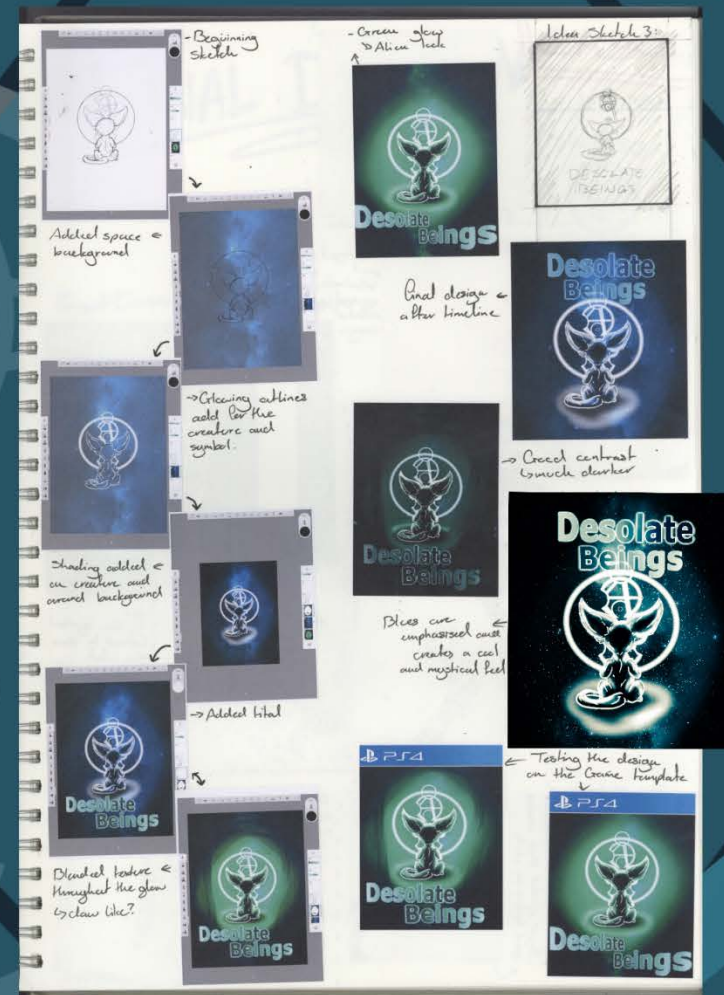 - Beginning
sketch
Added space
background
→ Glowing outlines
add for the
creature and
symbol.
Shading added
on creature and
around background
→ Added tital
Desolate
Beings
Blended texture
throughout the glow
↳ claw like?
Desolate
Beings
- Green glow
Alien look
Desolate
Beings
Idea Sketch 3:
DESOLATE
BEINGS
final design
after timeline
Desolate
Beings
→ Good contrast
↳ much darker
Desolate
Beings
Blues are
emphasised and
creates a cool
and mystical feel
Desolate
Beings
Testing the design
on the Game template
PS4
Desolate
Beings
PS4
Desolate
Beings